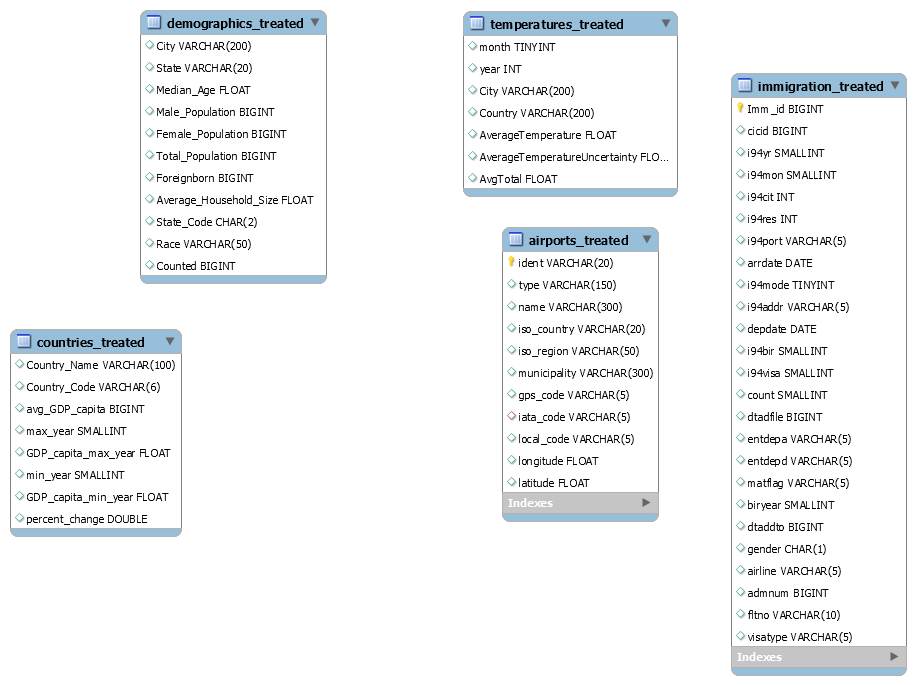 demographics_treated
City VARCHAR(200)
State VARCHAR(20)
Median_Age FLOAT
Male_Population BIGINT
Female_Population BIGINT
Total_Population BIGINT
Foreignborn BIGINT
Average_Household_Size FLOAT
State_Code CHAR(2)
Race VARCHAR(50)
Counted BIGINT
temperatures_treated
month TINYINT
year INT
City VARCHAR(200)
Country VARCHAR(200)
AverageTemperature FLOAT
AverageTemperatureUncertainty FLO...
AvgTotal FLOAT
immigration_treated
Imm_id BIGINT
cicid BIGINT
i94yr SMALLINT
i94mon SMALLINT
i94cit INT
i94res INT
i94port VARCHAR(5)
arrdate DATE
i94mode TINYINT
i94addr VARCHAR(5)
depdate DATE
i94bir SMALLINT
i94visa SMALLINT
count SMALLINT
dtadfile BIGINT
entdepa VARCHAR(5)
entdepd VARCHAR(5)
matflag VARCHAR(5)
biryear SMALLINT
dtaddto BIGINT
gender CHAR(1)
airline VARCHAR(5)
admnum BIGINT
fltno VARCHAR(10)
visatype VARCHAR(5)
Indexes
airports_treated
ident VARCHAR(20)
type VARCHAR(150)
name VARCHAR(300)
iso_country VARCHAR(20)
iso_region VARCHAR(50)
municipality VARCHAR(300)
gps_code VARCHAR(5)
iata_code VARCHAR(5)
local_code VARCHAR(5)
longitude FLOAT
latitude FLOAT
Indexes
countries_treated
Country_Name VARCHAR(100)
Country_Code VARCHAR(6)
avg_GDP_capita BIGINT
max_year SMALLINT
GDP_capita_max_year FLOAT
min_year SMALLINT
GDP_capita_min_year FLOAT
percent_change DOUBLE